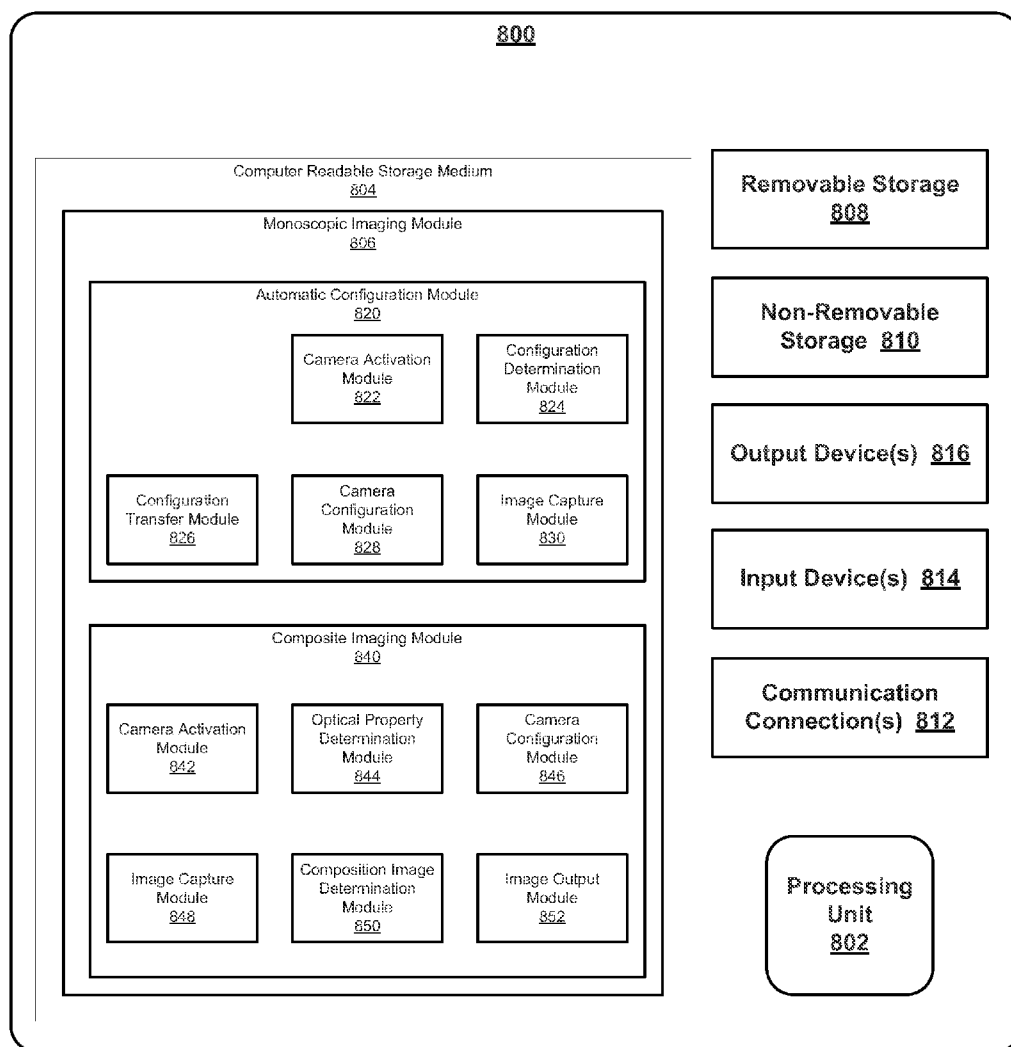 800
Computer Readable Storage Medium
804
Monoscopic Imaging Module
806
Automatic Configuration Module
820
Camera Activation
Module
822
Configuration
Determination
Module
824
Configuration
Transfer Module
826
Camera
Configuration
Module
828
Image Capture
Module
830
Composite Imaging Module
840
Camera Activation
Module
842
Optical Property
Determination
Module
844
Camera
Configuration
Module
846
Image Capture
Module
848
Composition Image
Determination
Module
850
Image Output
Module
852
Removable Storage
808
Non-Removable
Storage 810
Output Device(s) 816
Input Device(s) 814
Communication
Connection(s) 812
Processing
Unit
802